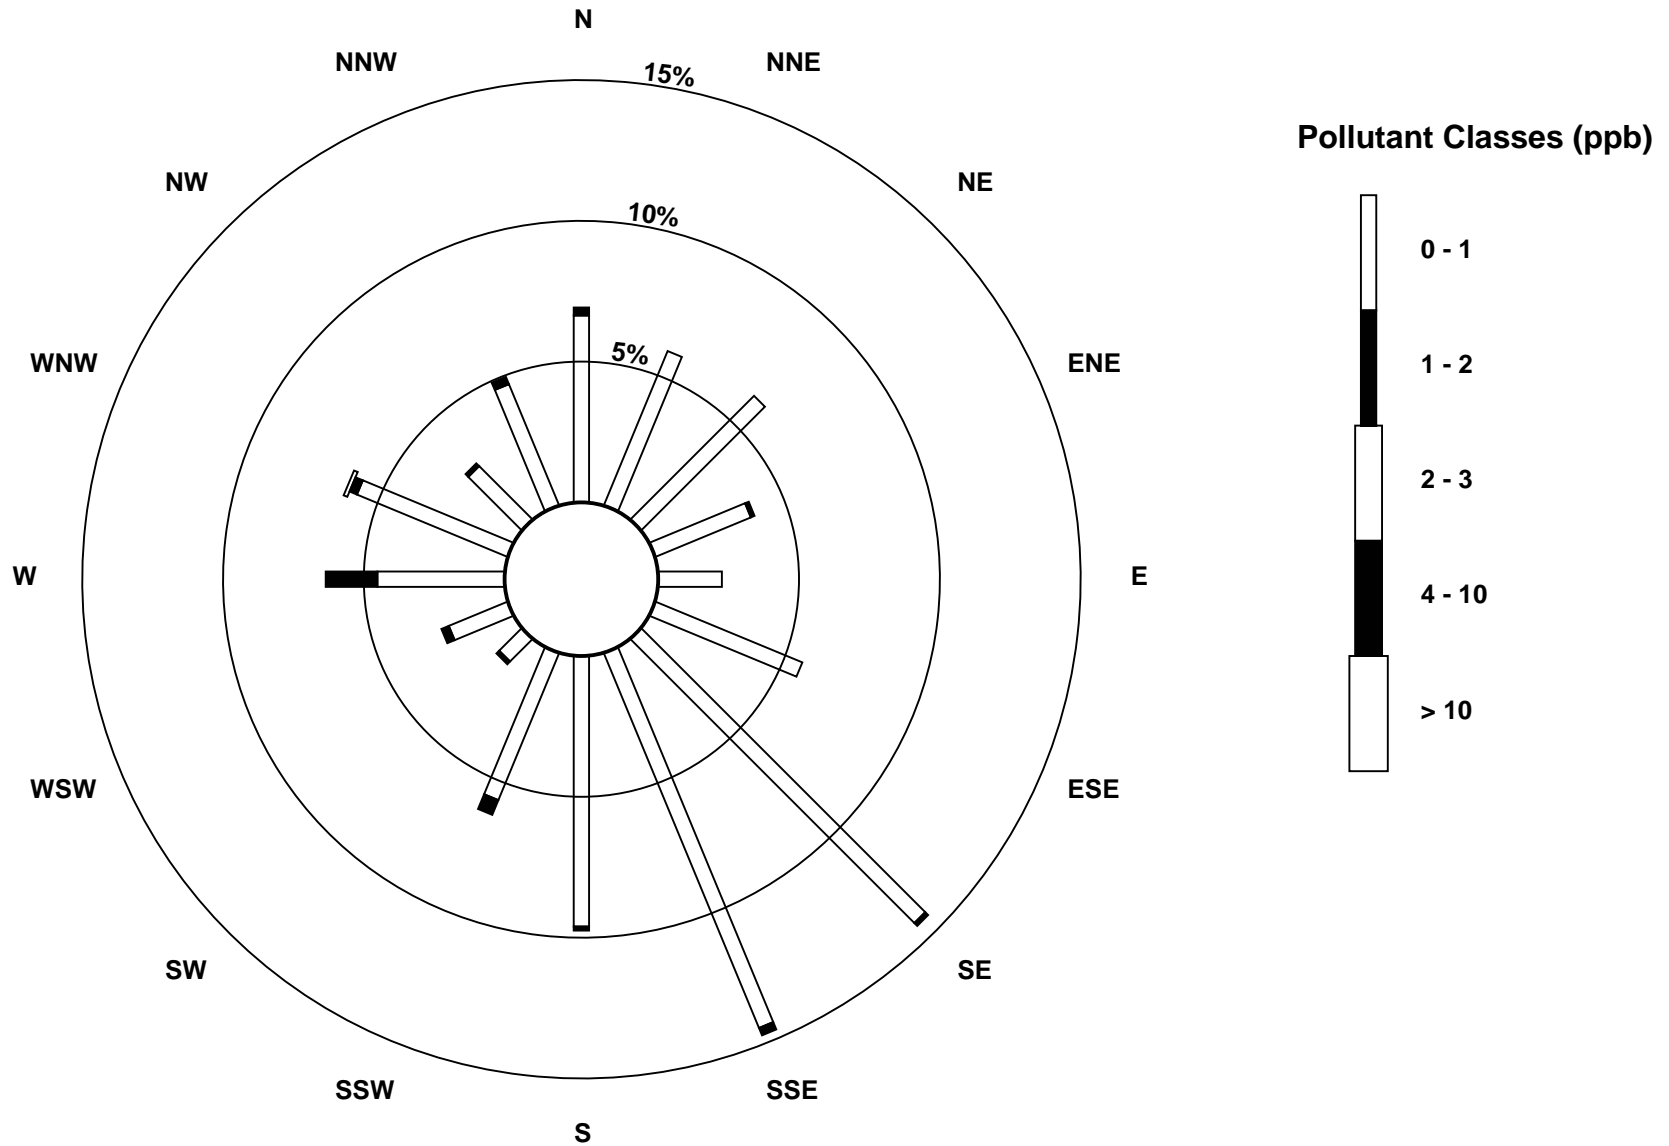 N
NNW
NNE
15%
Pollutant Classes (ppb)
NW
NE
10%
0 - 1
5%
WNW
ENE
1 - 2
2 - 3
W
E
4 - 10
> 10
WSW
ESE
SW
SE
SSW
SSE
S